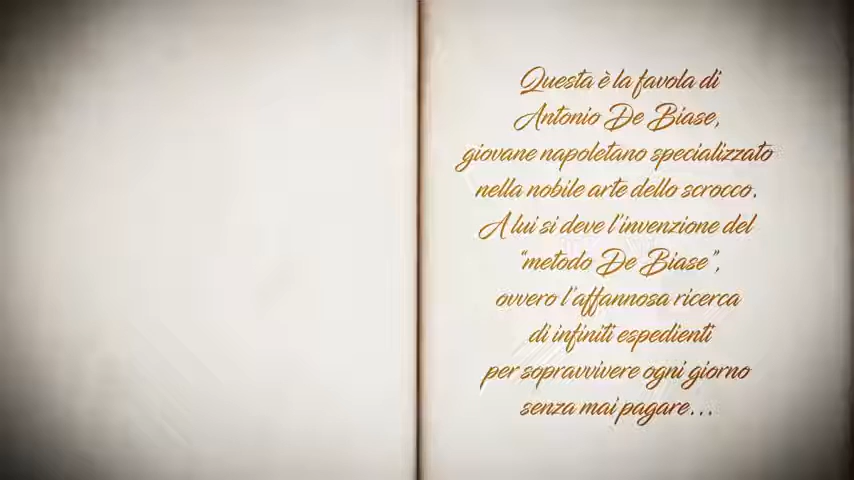 Questa è la favola di
Antonio De Biase,
giovane napoletano specializzato
nella nobile arte dello scrocco.
A lui si deve l'invenzione del
"metodo De Biase",
ovvero l'affannosa ricerca
di infiniti espedienti
per sopravvivere ogni giorno
senza mai pagare...